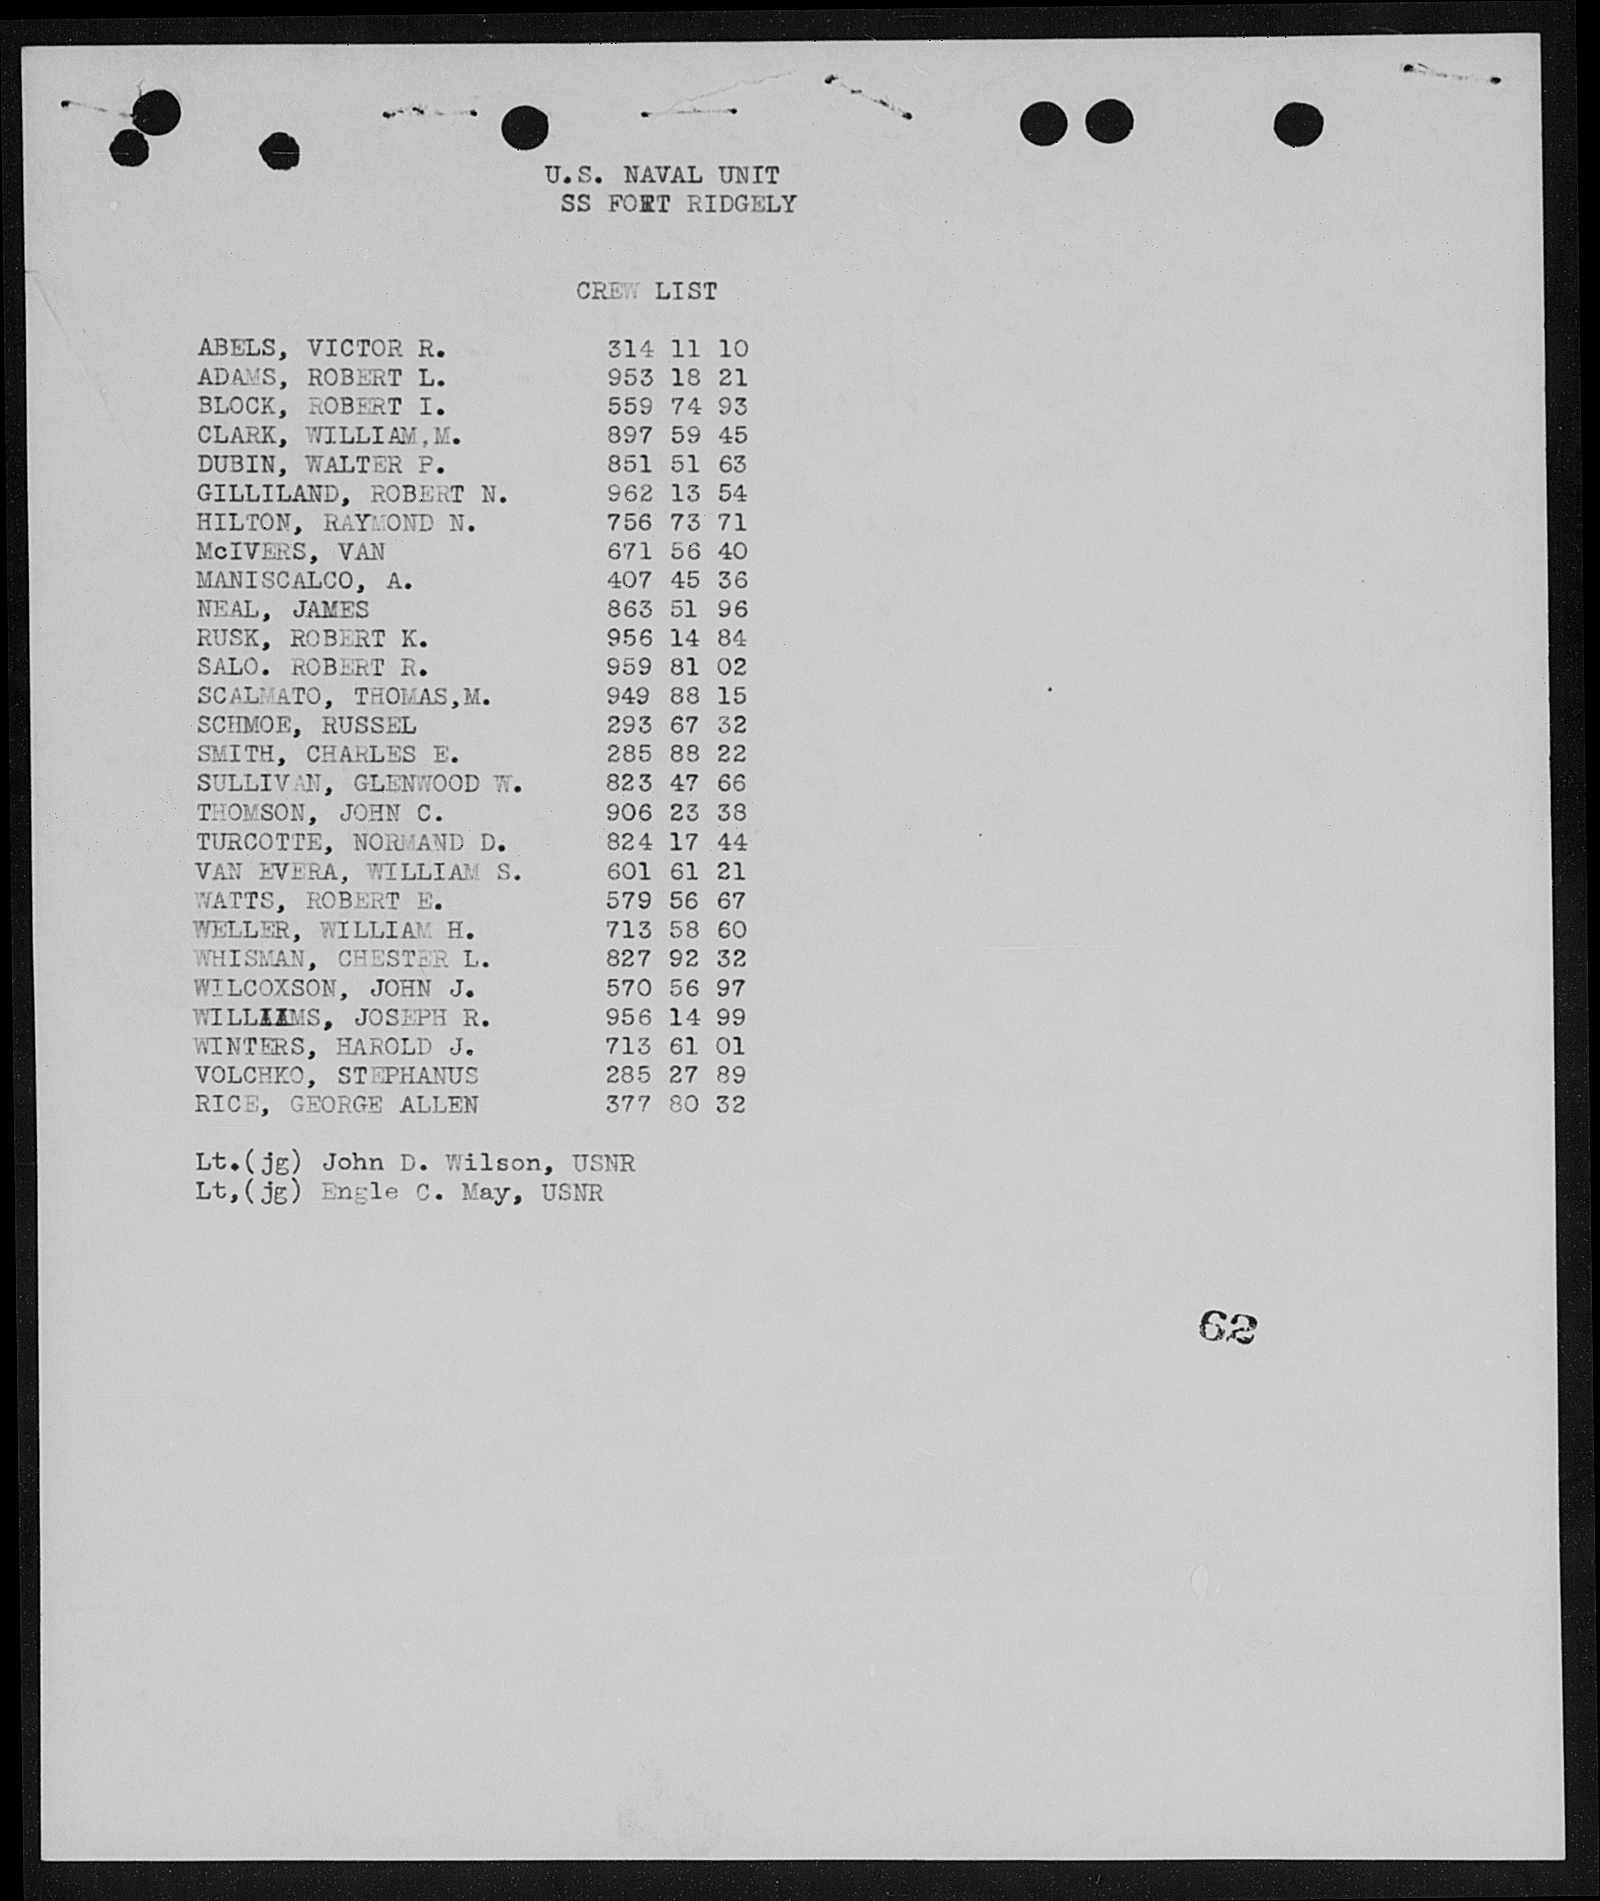 U.S. NAVAL UNIT
SS FORT RIDGELY
CREW LIST
ABELS, VICTOR R. 314 11 10
ADAMS, ROBERT L. 953 18 21
BLOCK, ROBERT I. 559 74 93
CLARK, WILLIAM,M. 897 59 45
DUBIN, WALTER P. 851 51 63
GILLILAND, ROBERT N. 962 13 54
HILTON, RAYMOND N. 756 73 71
McIVERS, VAN 671 56 40
MANISCALCO, A. 407 45 36
NEAL, JAMES 863 51 96
RUSK, ROBERT K. 956 14 84
SALO. ROBERT R. 959 81 02
SCALMATO, THOMAS,M. 949 88 15
SCHMOE, RUSSEL 293 67 32
SMITH, CHARLES E. 285 88 22
SULLIVAN, GLENWOOD W. 823 47 66
THOMSON, JOHN C. 906 23 38
TURCOTTE, NORMAND D. 824 17 44
VAN EVERA, WILLIAM S. 601 61 21
WATTS, ROBERT E. 579 56 67
WELLER, WILLIAM H. 713 58 60
WHISMAN, CHESTER L. 827 92 32
WILCOXSON, JOHN J. 570 56 97
WILLIAMS, JOSEPH R. 956 14 99
WINTERS, HAROLD J. 713 61 01
VOLCHKO, STEPHANUS 285 27 89
RICE, GEORGE ALLEN 377 80 32
Lt.(jg) John D. Wilson, USNR
Lt,(jg) Engle C. May, USNR
62